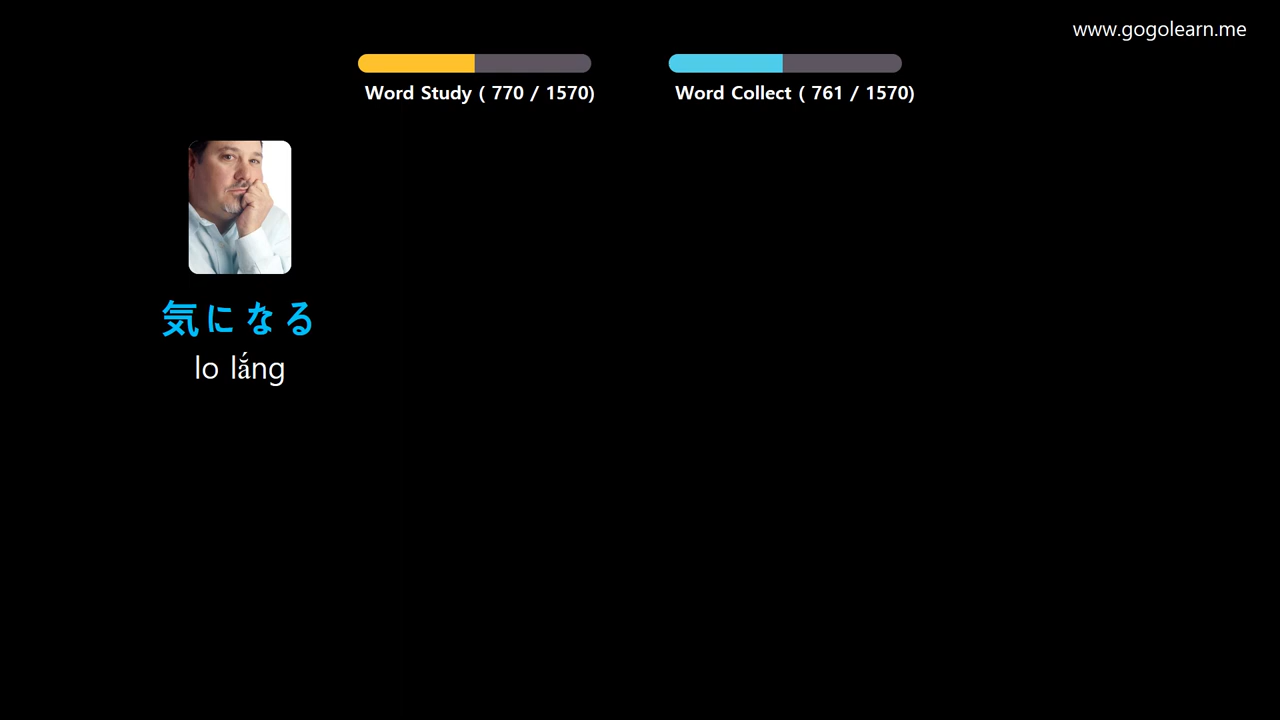 www.gogolearn.me
Word Study ( 770 / 1570)
Word Collect ( 761 / 1570)
気になる
lo lắng